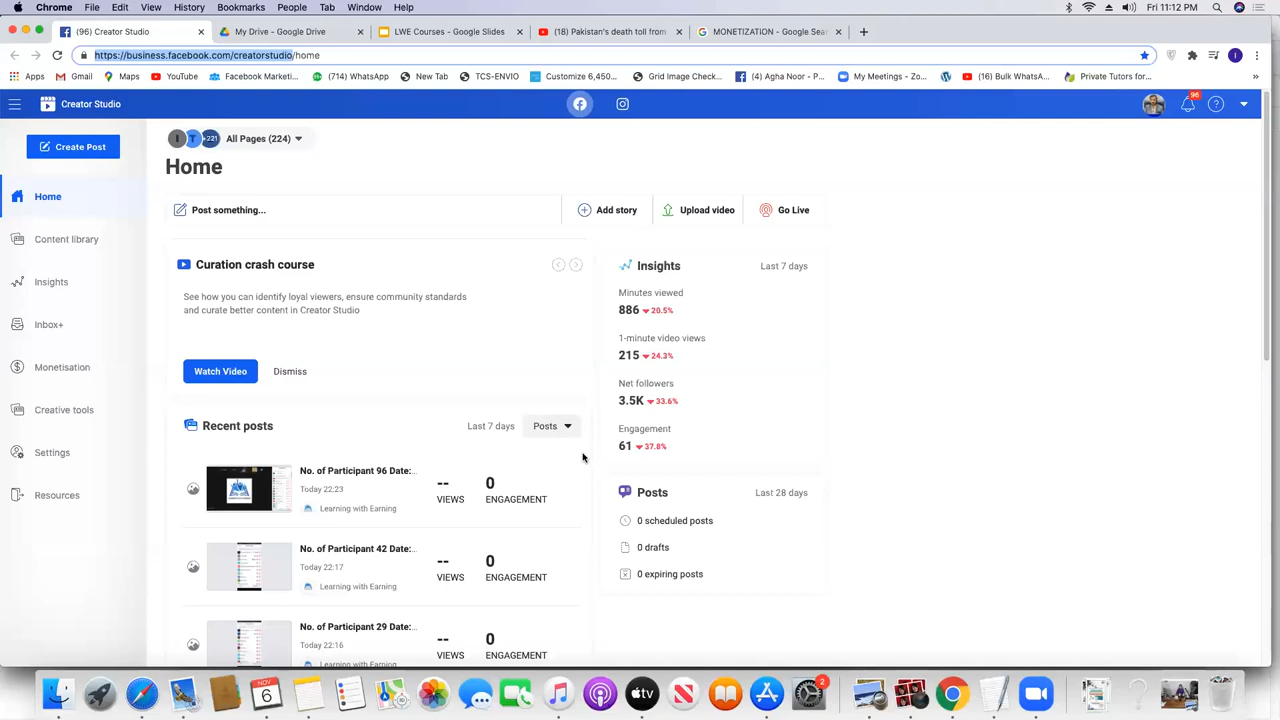 Chrome File Edit View History Bookmarks People Tab Window Help Fri 11:12 PM
(96) Creator Studio × My Drive - Google Drive × LWE Courses - Google Slides × (18) Pakistan's death toll from × MONETIZATION - Google Sea × +
https://business.facebook.com/creatorstudio/home
Apps Gmail Maps YouTube Facebook Marketi... (714) WhatsApp New Tab TCS-ENVIO Customize 6,450... Grid Image Check... (4) Agha Noor - P... My Meetings - Zo... (16) Bulk WhatsA... Private Tutors for... »
Creator Studio 96
+221 All Pages (224)
Create Post
Home
Home
Post something... Add story Upload video Go Live
Content library
Insights
Inbox+
Monetisation
Creative tools
Settings
Resources
Curation crash course
See how you can identify loyal viewers, ensure community standards
and curate better content in Creator Studio
Watch Video Dismiss
Insights Last 7 days
Minutes viewed
886 20.5%
1-minute video views
215 24.3%
Net followers
3.5K 33.6%
Engagement
61 37.8%
Recent posts Last 7 days Posts
No. of Participant 96 Date:...
Today 22:23
Learning with Earning
-- 0
VIEWS ENGAGEMENT
No. of Participant 42 Date:...
Today 22:17
Learning with Earning
-- 0
VIEWS ENGAGEMENT
No. of Participant 29 Date:...
Today 22:16
Learning with Earning
-- 0
VIEWS ENGAGEMENT
Posts Last 28 days
0 scheduled posts
0 drafts
0 expiring posts
NOV
6
tv
2